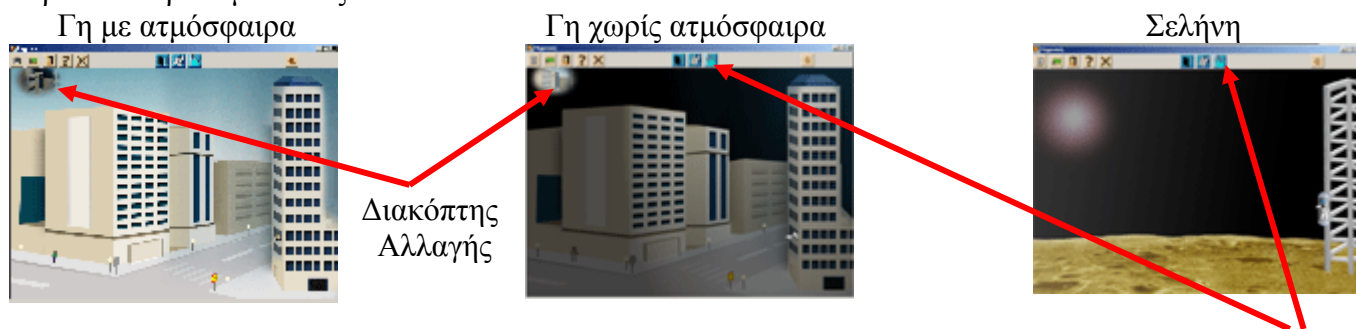 Γη με ατμόσφαιρα
Γη χωρίς ατμόσφαιρα
Σελήνη
Διακόπτης
Αλλαγής